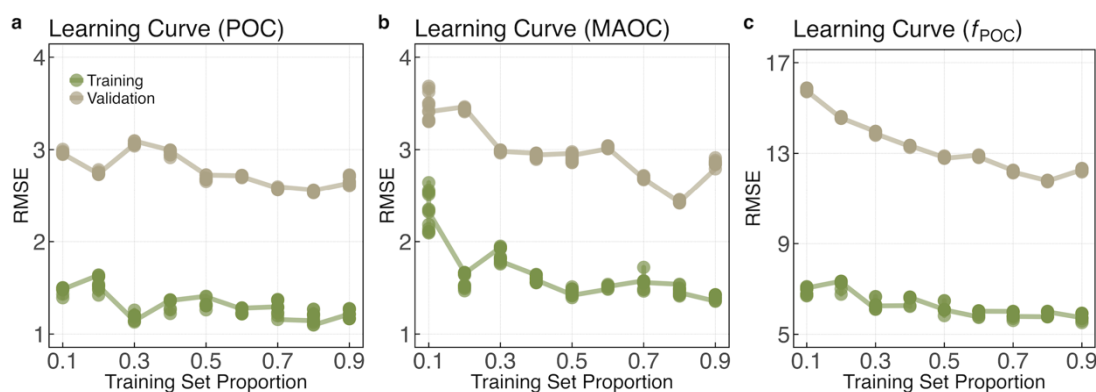 a Learning Curve (POC)
4
3
2
1
RMSE
Training
Validation
0.1 0.3 0.5 0.7 0.9
Training Set Proportion
b Learning Curve (MAOC)
4
3
2
1
RMSE
0.1 0.3 0.5 0.7 0.9
Training Set Proportion
c Learning Curve (fPOC)
17
13
9
5
RMSE
0.1 0.3 0.5 0.7 0.9
Training Set Proportion